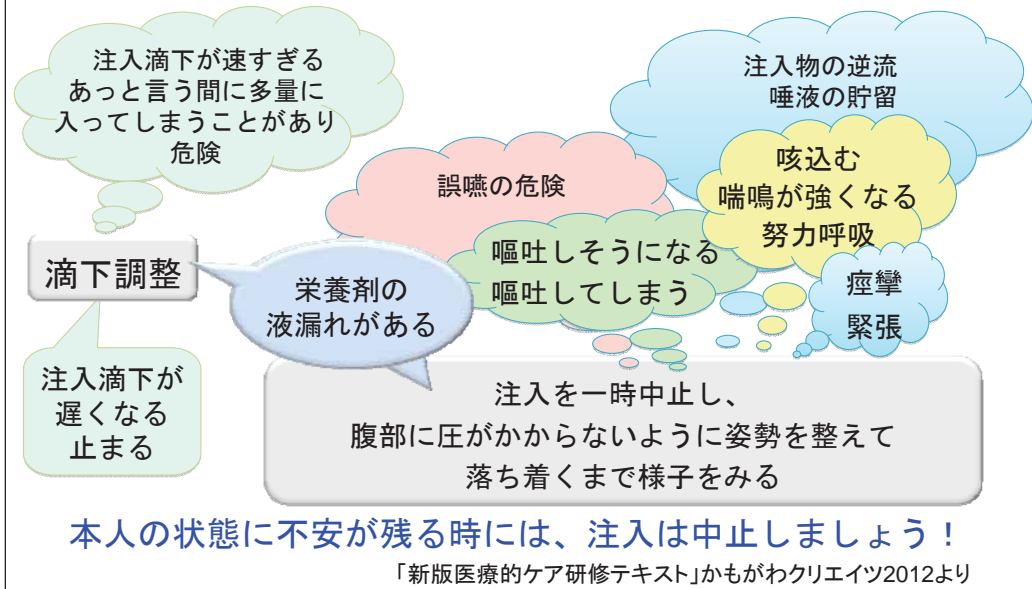 注入滴下が速すぎる
あっと言う間に多量に
入ってしまうことがあり
危険
注入物の逆流
唾液の貯留
誤嚥の危険
咳込む
喘鳴が強くなる
努力呼吸
嘔吐しそうになる
嘔吐してしまう
痙攣
緊張
滴下調整
栄養剤の
液漏れがある
注入滴下が
遅くなる
止まる
注入を一時中止し、
腹部に圧がかからないように姿勢を整えて
落ち着くまで様子をみる
本人の状態に不安が残る時には、注入は中止しましょう！
「新版医療的ケア研修テキスト」かもがわクリエイツ2012より